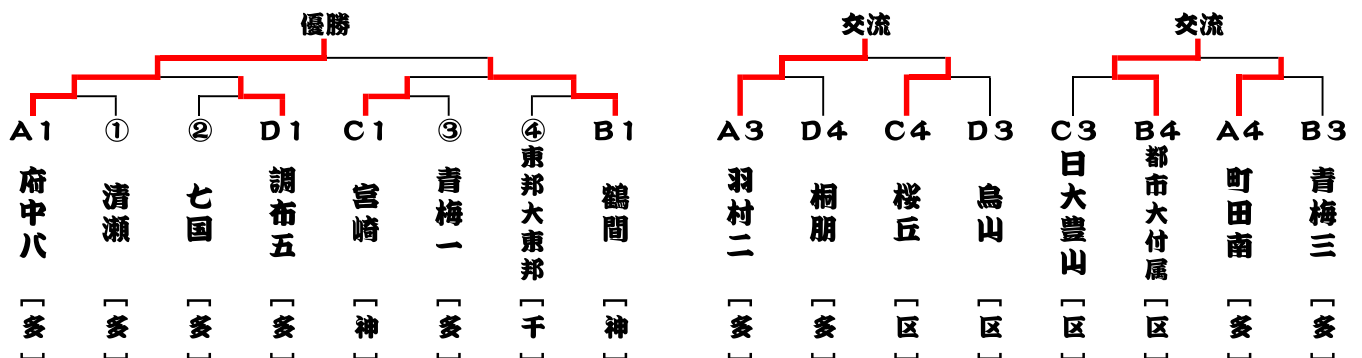 優勝
交流
交流
A1
①
②
D1
C1
③
④
B1
A3
D4
C4
D3
C3
B4
A4
B3
府中八
清瀬
七国
調布五
宮崎
青梅一
東邦大東邦
鶴間
羽村二
桐朋
桜丘
烏山
日大豊山
都市大付属
町田南
青梅三
[多]
[多]
[多]
[多]
[神]
[多]
[千]
[神]
[多]
[多]
[区]
[区]
[区]
[区]
[多]
[多]